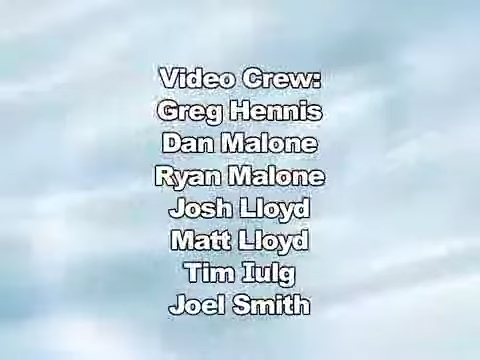 Video Crew:
Greg Hennis
Dan Malone
Ryan Malone
Josh Lloyd
Matt Lloyd
Tim Iulg
Joel Smith